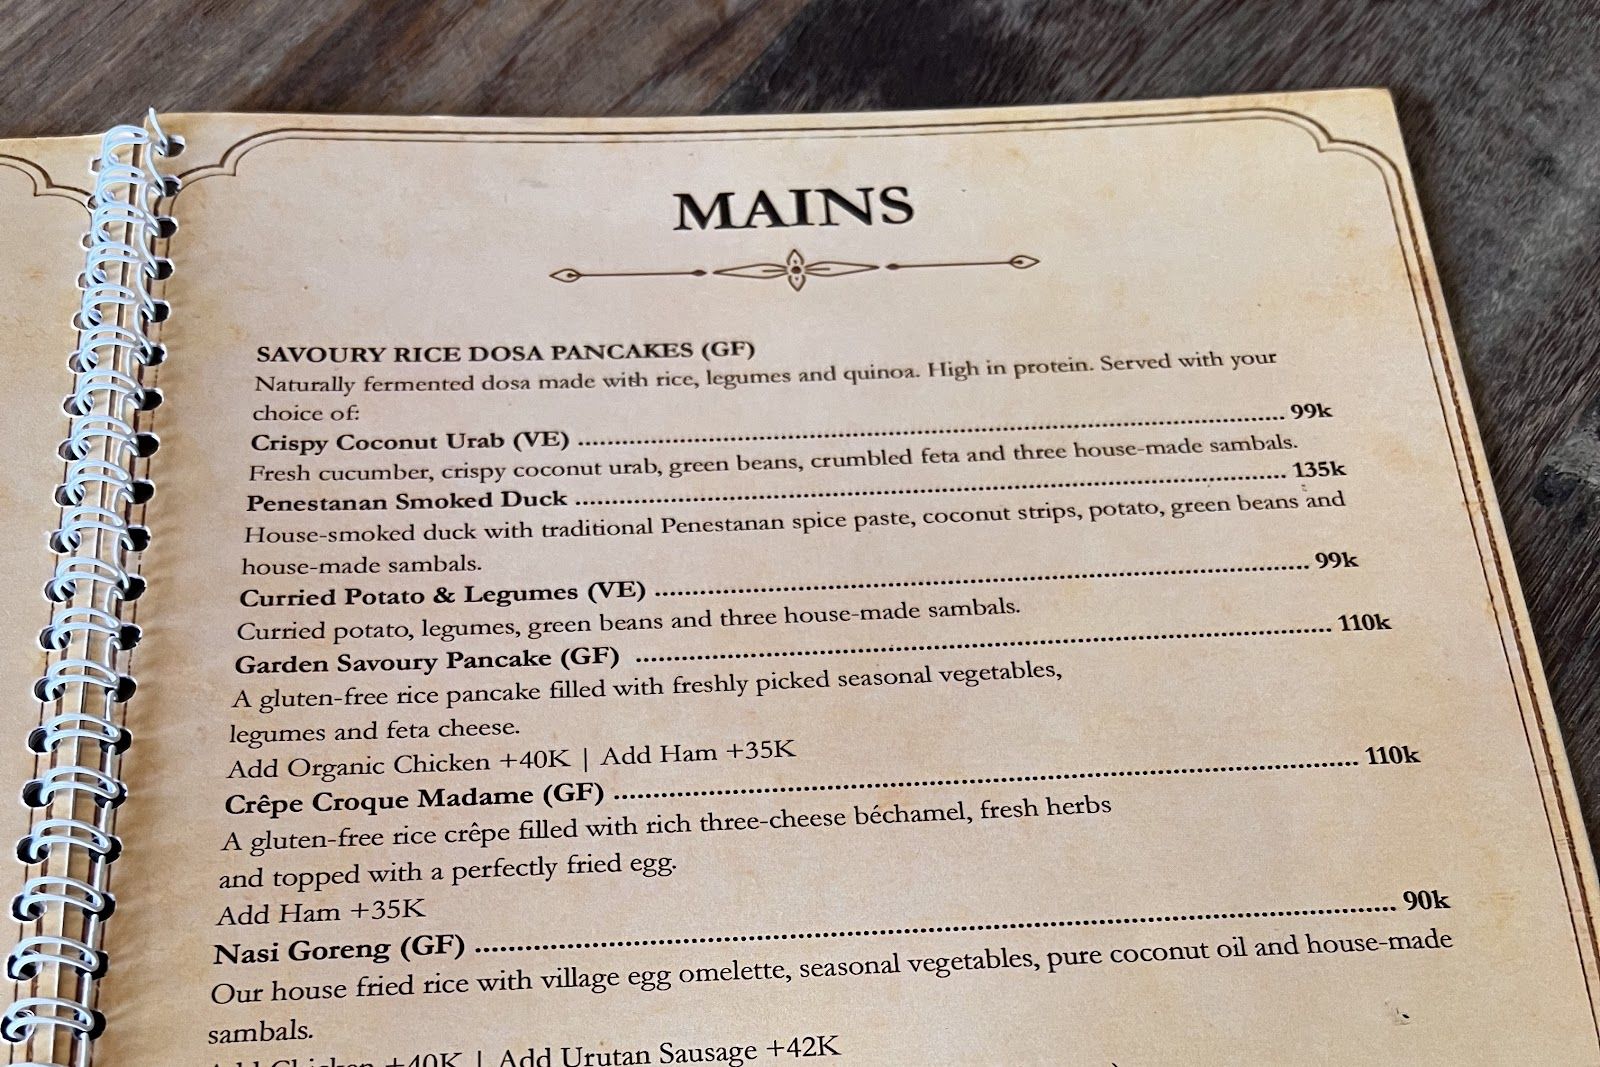 MAINS
SAVOURY RICE DOSA PANCAKES (GF)
Naturally fermented dosa made with rice, legumes and quinoa. High in protein. Served with your
choice of:
Crispy Coconut Urab (VE) ........ 99k
Fresh cucumber, crispy coconut urab, green beans, crumbled feta and three house-made sambals.
Penestanan Smoked Duck ........ 135k
House-smoked duck with traditional Penestanan spice paste, coconut strips, potato, green beans and
house-made sambals.
Curried Potato & Legumes (VE) ........ 99k
Curried potato, legumes, green beans and three house-made sambals.
Garden Savoury Pancake (GF) ........ 110k
A gluten-free rice pancake filled with freshly picked seasonal vegetables,
legumes and feta cheese.
Add Organic Chicken +40K | Add Ham +35K
Crêpe Croque Madame (GF) ........ 110k
A gluten-free rice crêpe filled with rich three-cheese béchamel, fresh herbs
and topped with a perfectly fried egg.
Add Ham +35K
Nasi Goreng (GF) ........ 90k
Our house fried rice with village egg omelette, seasonal vegetables, pure coconut oil and house-made
sambals.
Add Chicken +40K | Add Urutan Sausage +42K